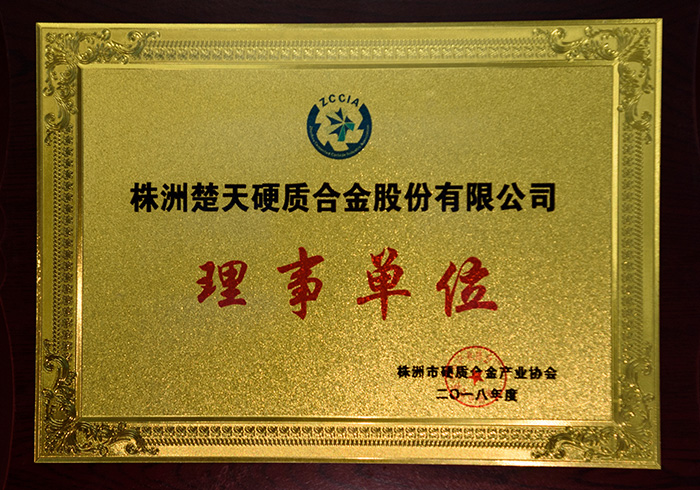 ZCCIA
株洲楚天硬质合金股份有限公司
理事单位
株洲市硬质合金产业协会
二〇一八年度